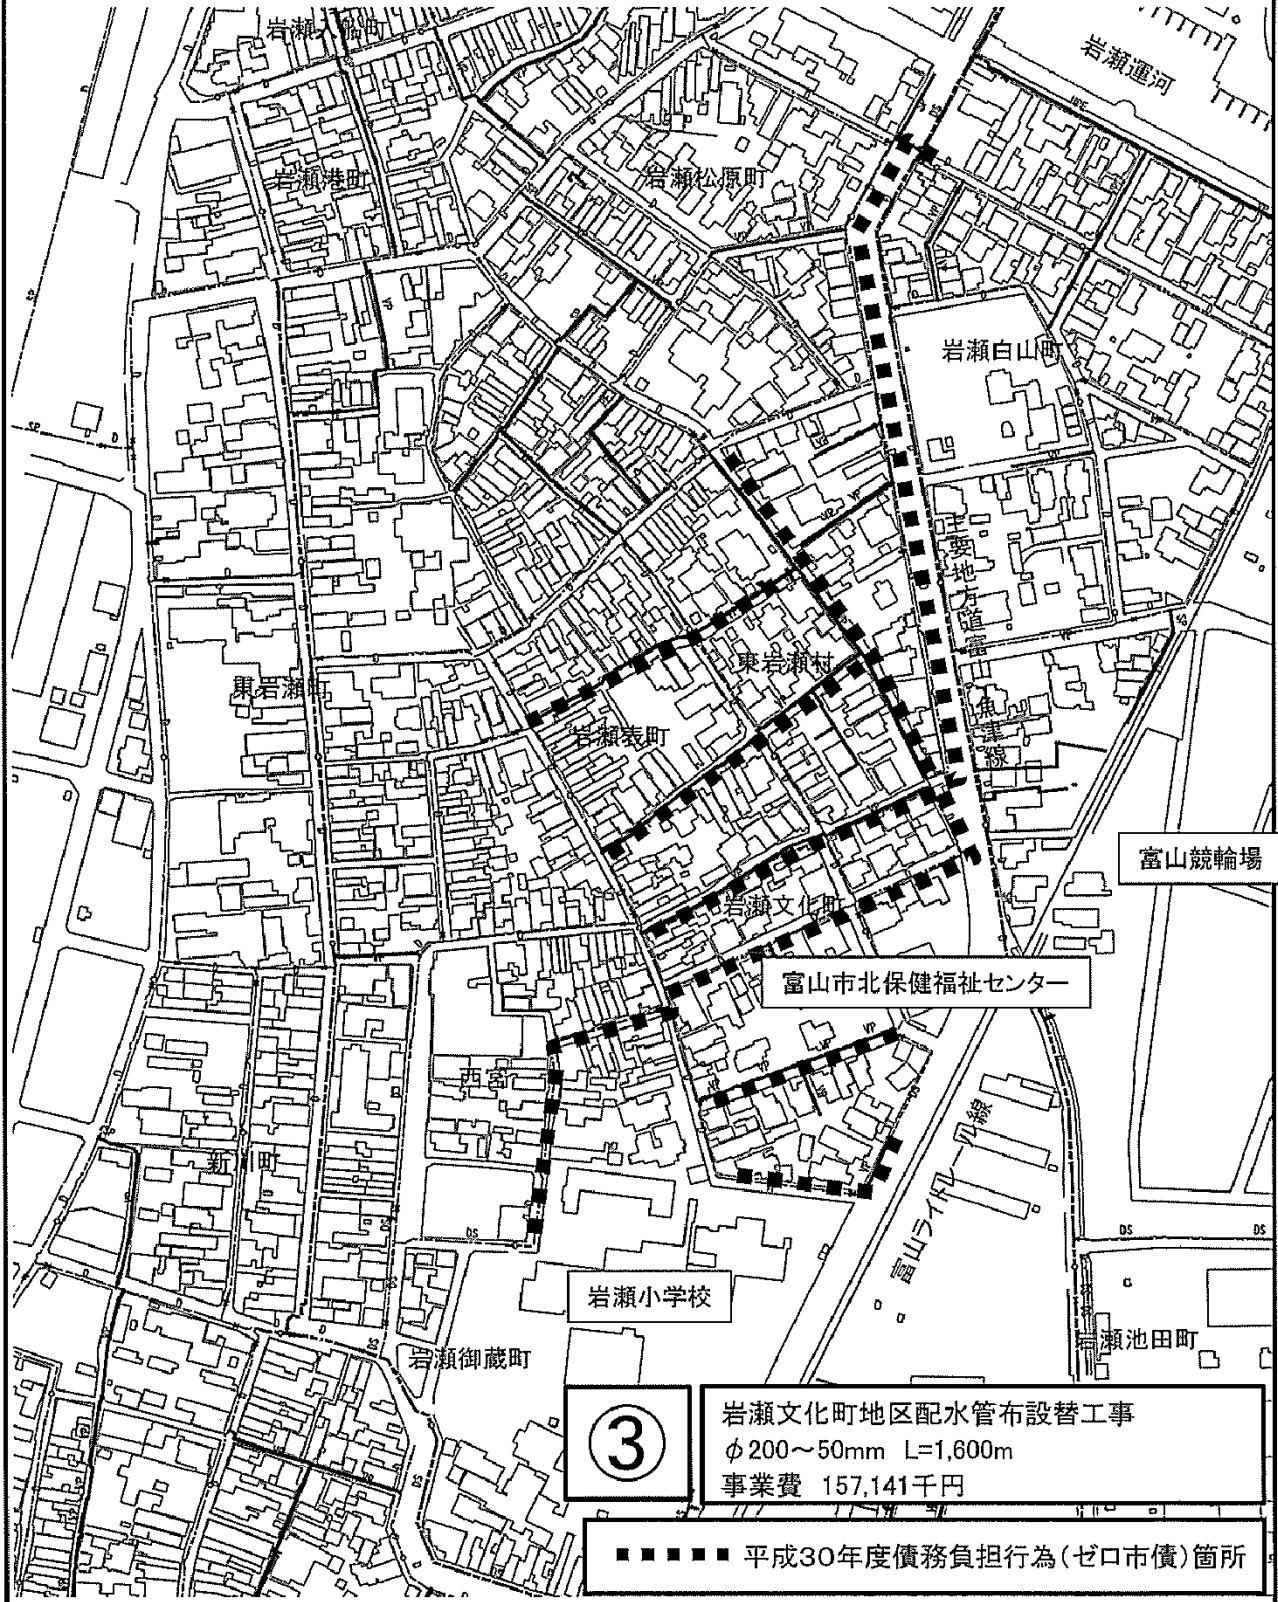 岩瀬入船町
岩瀬運河
岩瀬港町
岩瀬松原町
岩瀬白山町
主要地方道富
魚津線
東岩瀬村
東岩瀬町
岩瀬表町
富山競輪場
岩瀬文化町
富山市北保健福祉センター
西宮
富山ライトレール線
岩瀬小学校
岩瀬池田町
岩瀬御蔵町
③
岩瀬文化町地区配水管布設替工事
φ200～50mm L=1,600m
事業費 157,141千円
平成30年度債務負担行為（ゼロ市債）箇所